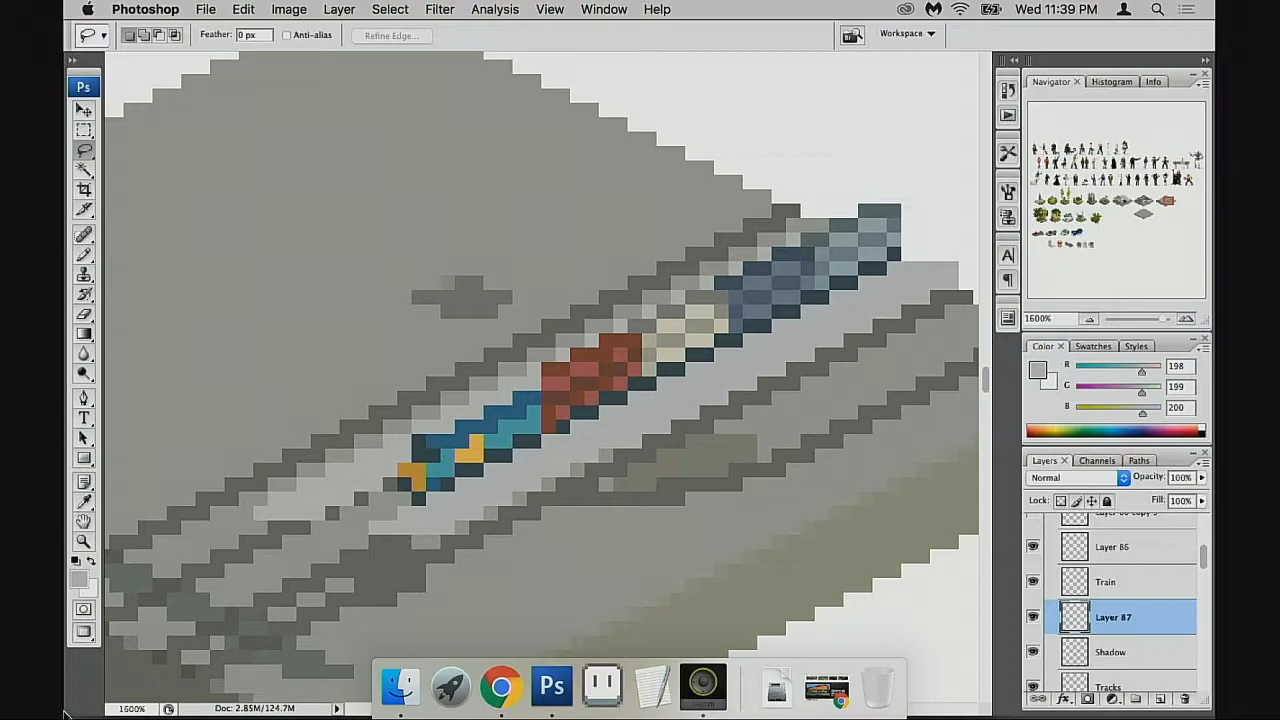 Photoshop File Edit Image Layer Select Filter Analysis View Window Help Wed 11:39 PM
Feather: 0 px Anti-alias Refine Edge... Workspace
Ps
Navigator Histogram Info
1600%
Color Swatches Styles
R 198
G 199
B 200
Layers Channels Paths
Normal Opacity: 100%
Lock: Fill: 100%
Layer 86
Train
Layer 87
Shadow
Tracks
A
T
Ps
1600% Doc: 2.85M/124.7M